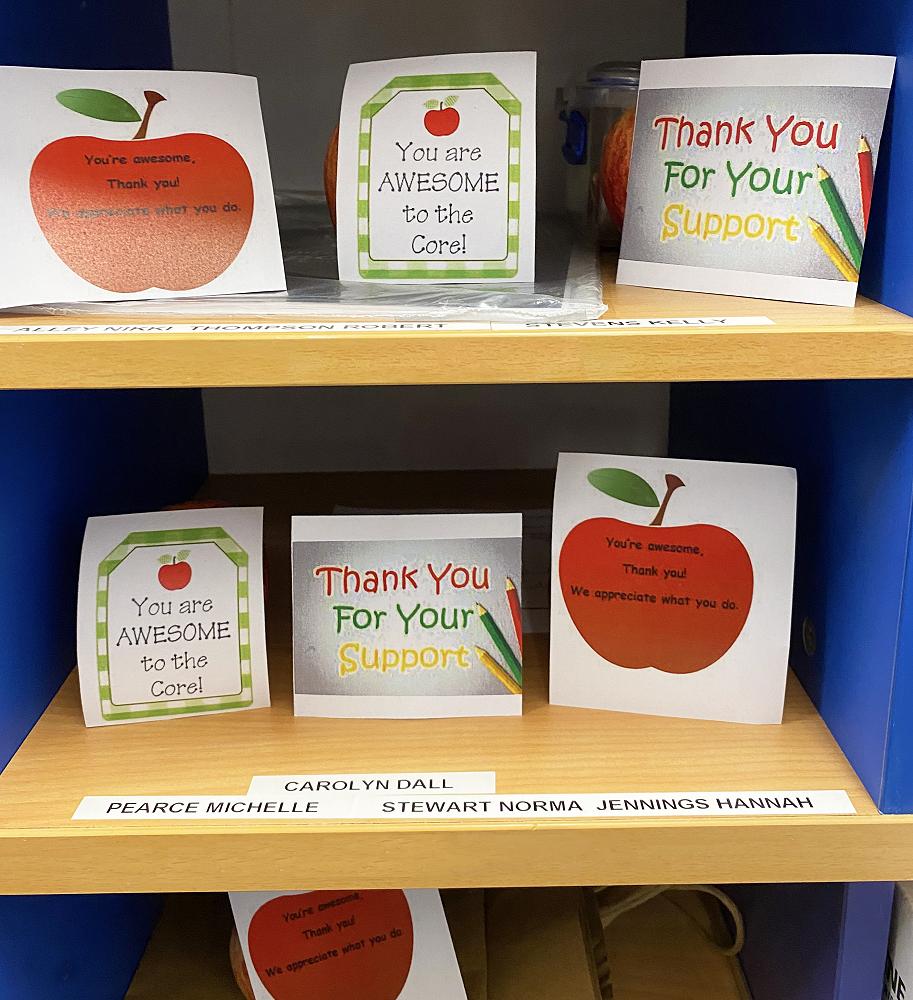 You're awesome,
Thank you!
We appreciate what you do.
You are
AWESOME
to the
Core!
Thank You
For Your
Support
ALLEY NIKKI THOMPSON ROBERT STEVENS KELLY
You are
AWESOME
to the
Core!
Thank You
For Your
Support
You're awesome,
Thank you!
We appreciate what you do.
CAROLYN DALL
PEARCE MICHELLE STEWART NORMA JENNINGS HANNAH
You're awesome,
Thank you!
We appreciate what you do.